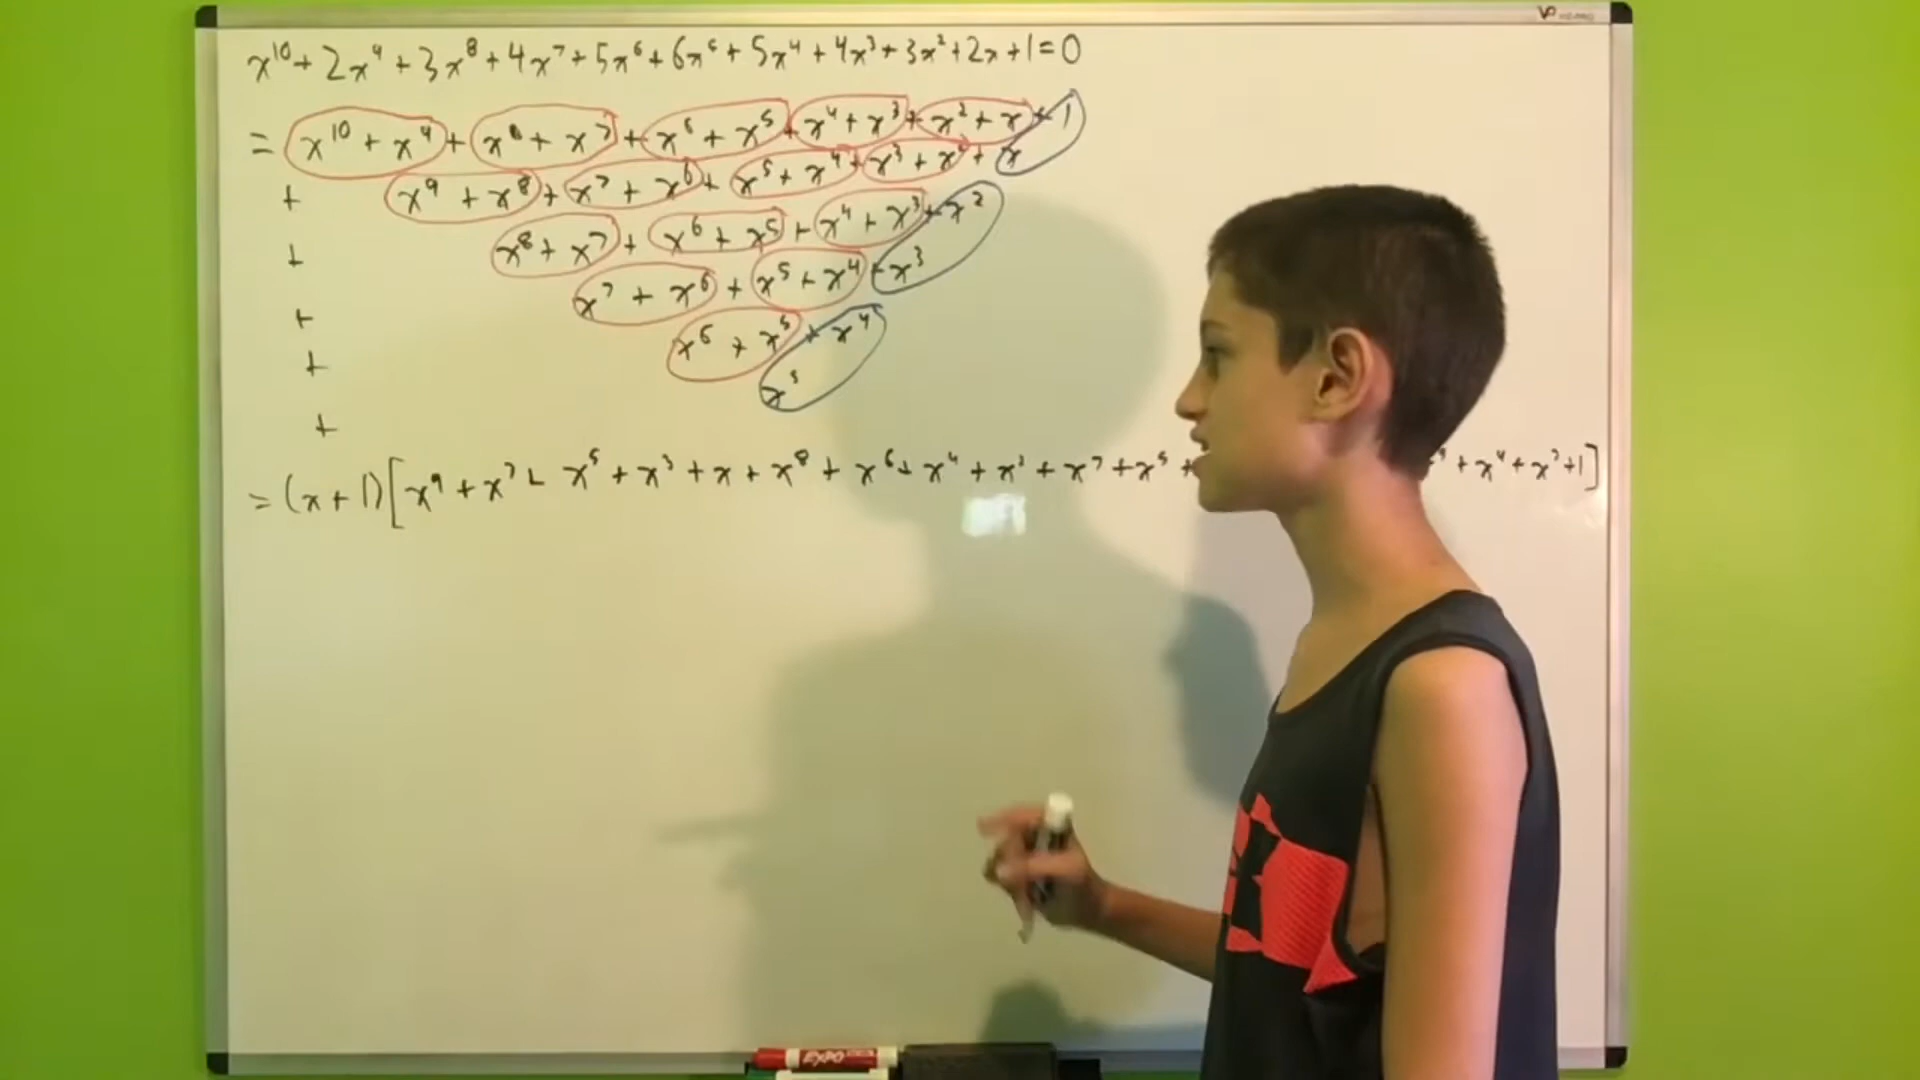 x¹⁰ + 2x⁹ + 3x⁸ + 4x⁷ + 5x⁶ + 6x⁵ + 5x⁴ + 4x³ + 3x² + 2x + 1 = 0
= x¹⁰ + x⁹ + x⁸ + x⁷ + x⁶ + x⁵ + x⁴ + x³ + x² + x + 1
+ x⁹ + x⁸ + x⁷ + x⁶ + x⁵ + x⁴ + x³ + x² + x
+ x⁸ + x⁷ + x⁶ + x⁵ + x⁴ + x³ + x²
+ x⁷ + x⁶ + x⁵ + x⁴ + x³
+ x⁶ + x⁵ + x⁴
+ x⁵
= (x + 1) [x⁹ + x⁷ + x⁵ + x³ + x + x⁸ + x⁶ + x⁴ + x² + x⁷ + x⁵ + + x⁴ + x² + 1]
EXPO